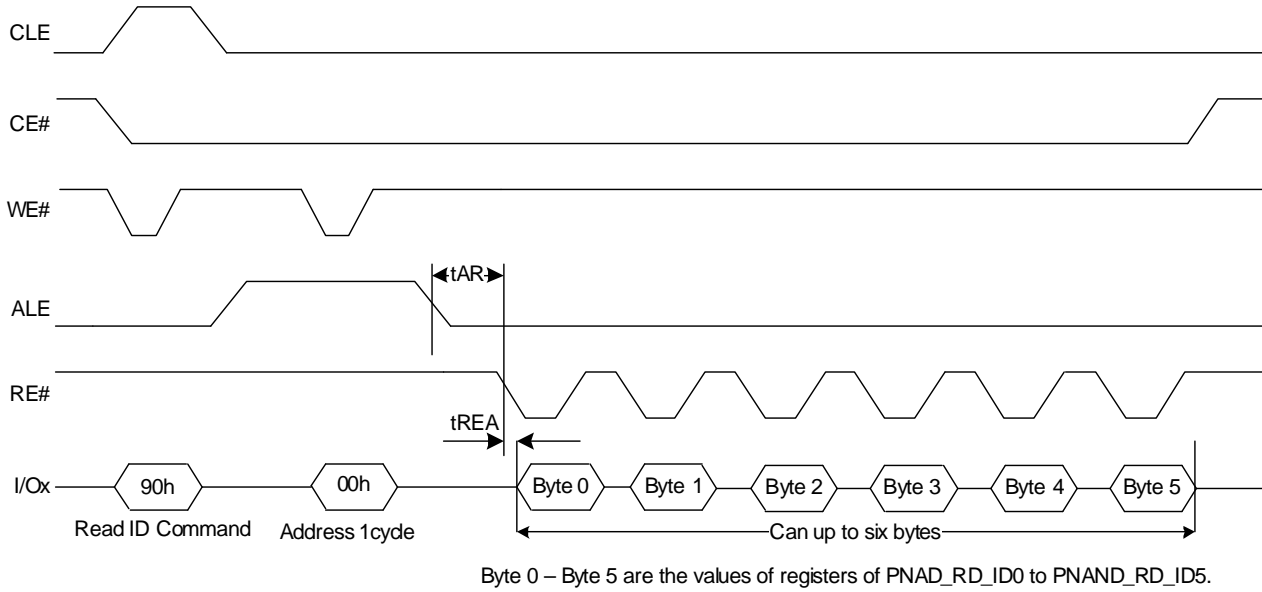 CLE
CE#
WE#
tAR
ALE
RE#
tREA
I/Ox
90h
00h
Byte 0
Byte 1
Byte 2
Byte 3
Byte 4
Byte 5
Read ID Command
Address 1cycle
Can up to six bytes
Byte 0 – Byte 5 are the values of registers of PNAD_RD_ID0 to PNAND_RD_ID5.